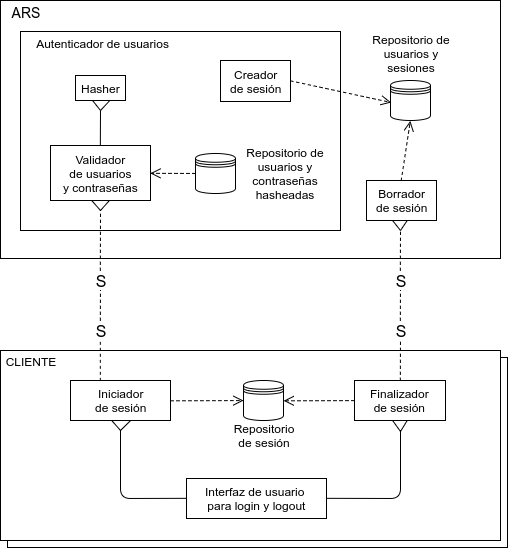 ARS
Autenticador de usuarios
Hasher
Creador
de sesión
Repositorio de
usuarios y
sesiones
Validador
de usuarios
y contraseñas
Repositorio de
usuarios y
contraseñas
hasheadas
Borrador
de sesión
S
S
S
S
CLIENTE
Iniciador
de sesión
Repositorio
de sesión
Finalizador
de sesión
Interfaz de usuario
para login y logout